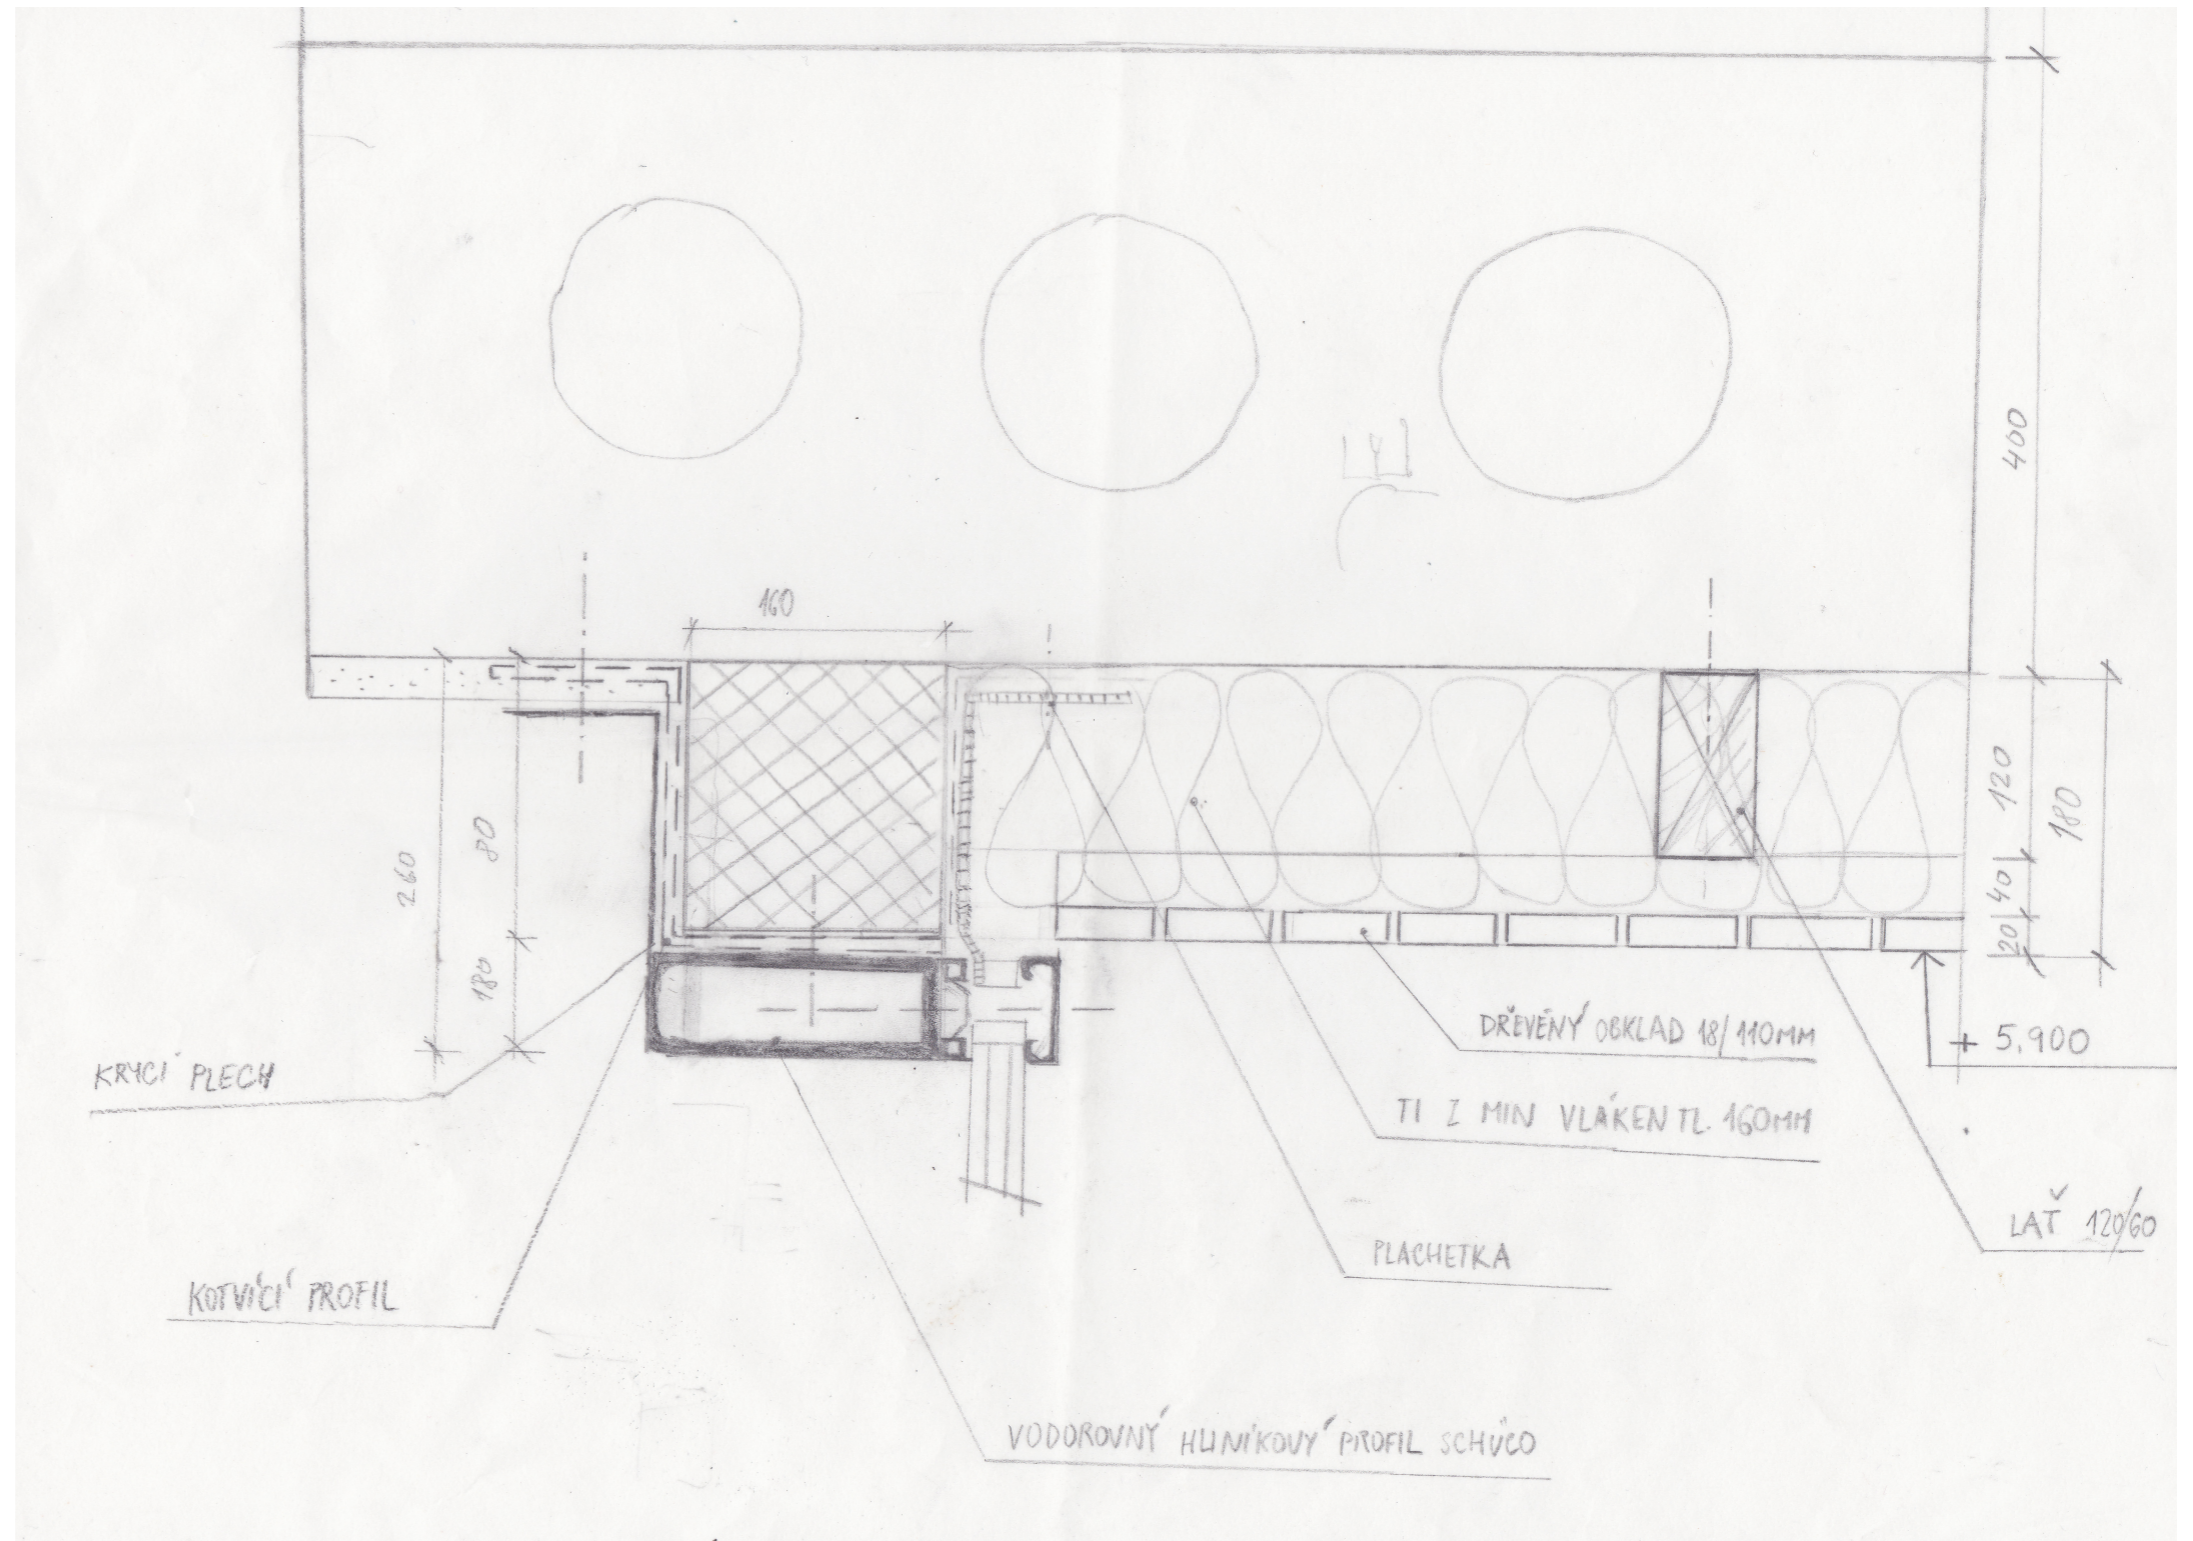 400
160
120
180
80
260
40
20
180
DŘEVĚNÝ OBKLAD 18/110MM
+ 5.900
KRYCÍ PLECH
TI Z MIN VLÁKEN TL. 160MM
LAŤ 120/60
PLACHETKA
KOTVÍCÍ PROFIL
VODOROVNÝ HLINÍKOVÝ PROFIL SCHÜCO